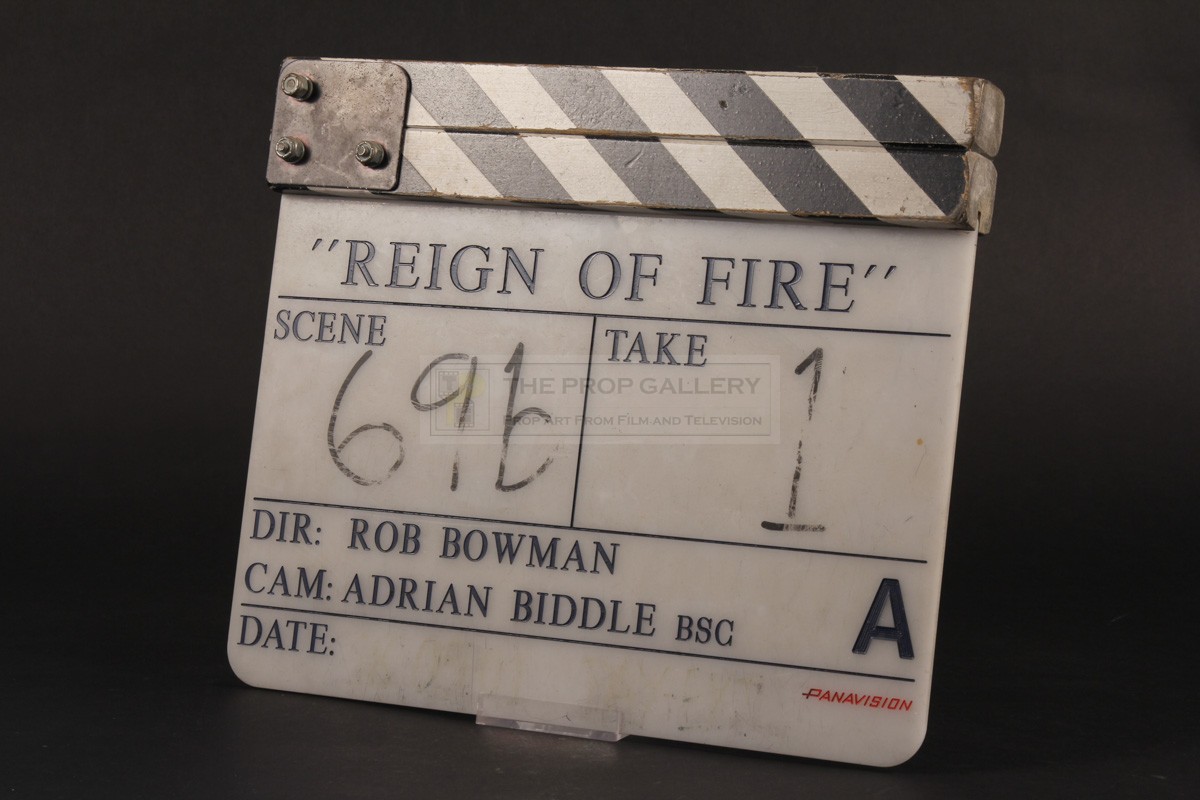 "REIGN OF FIRE"
SCENE
TAKE
69t
1
THE PROP GALLERY
PROP ART FROM FILM AND TELEVISION
DIR: ROB BOWMAN
CAM: ADRIAN BIDDLE BSC
A
DATE:
PANAVISION